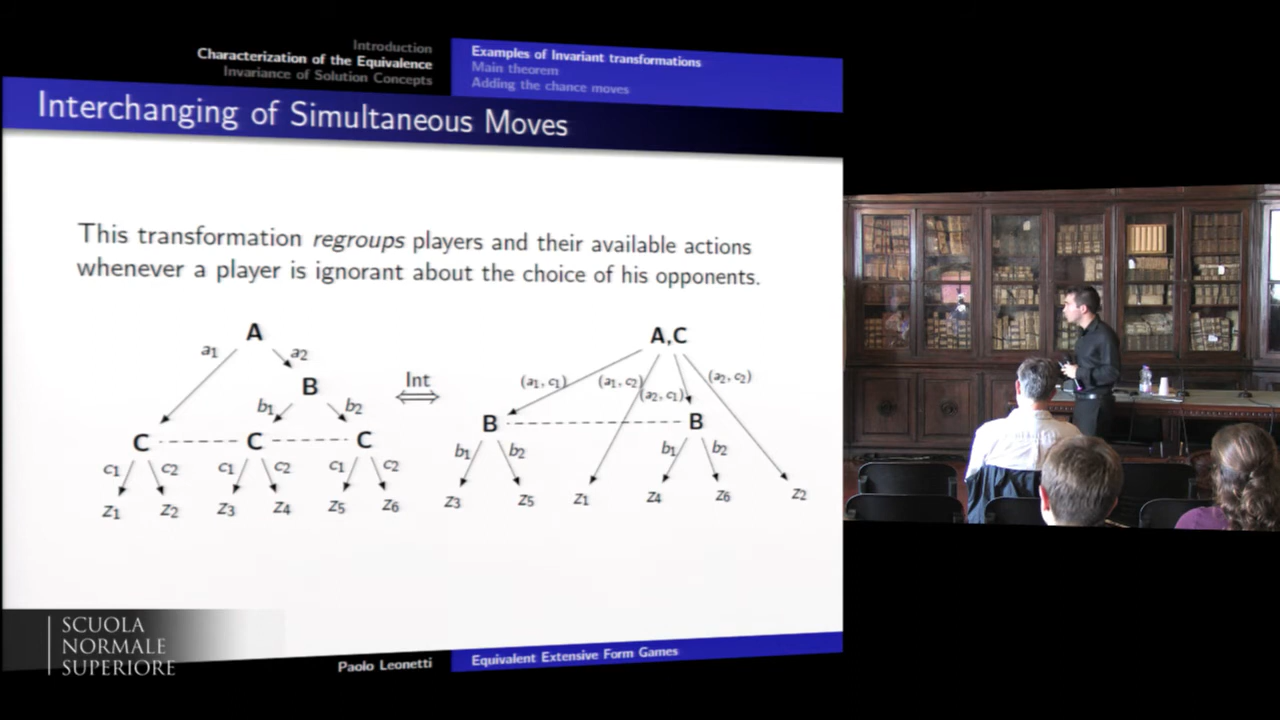 Introduction
Characterization of the Equivalence
Invariance of Solution Concepts
Examples of Invariant transformations
Main theorem
Adding the chance moves
Interchanging of Simultaneous Moves
This transformation regroups players and their available actions
whenever a player is ignorant about the choice of his opponents.
A
a1 a2
B
b1 b2
C C C
c1 c2 c1 c2 c1 c2
z1 z2 z3 z4 z5 z6
Int
A,C
(a1, c1) (a1, c2) (a2, c1) (a2, c2)
B B
b1 b2 b1 b2
z3 z5 z1 z4 z6 z2
SCUOLA
NORMALE
SUPERIORE
Paolo Leonetti
Equivalent Extensive Form Games